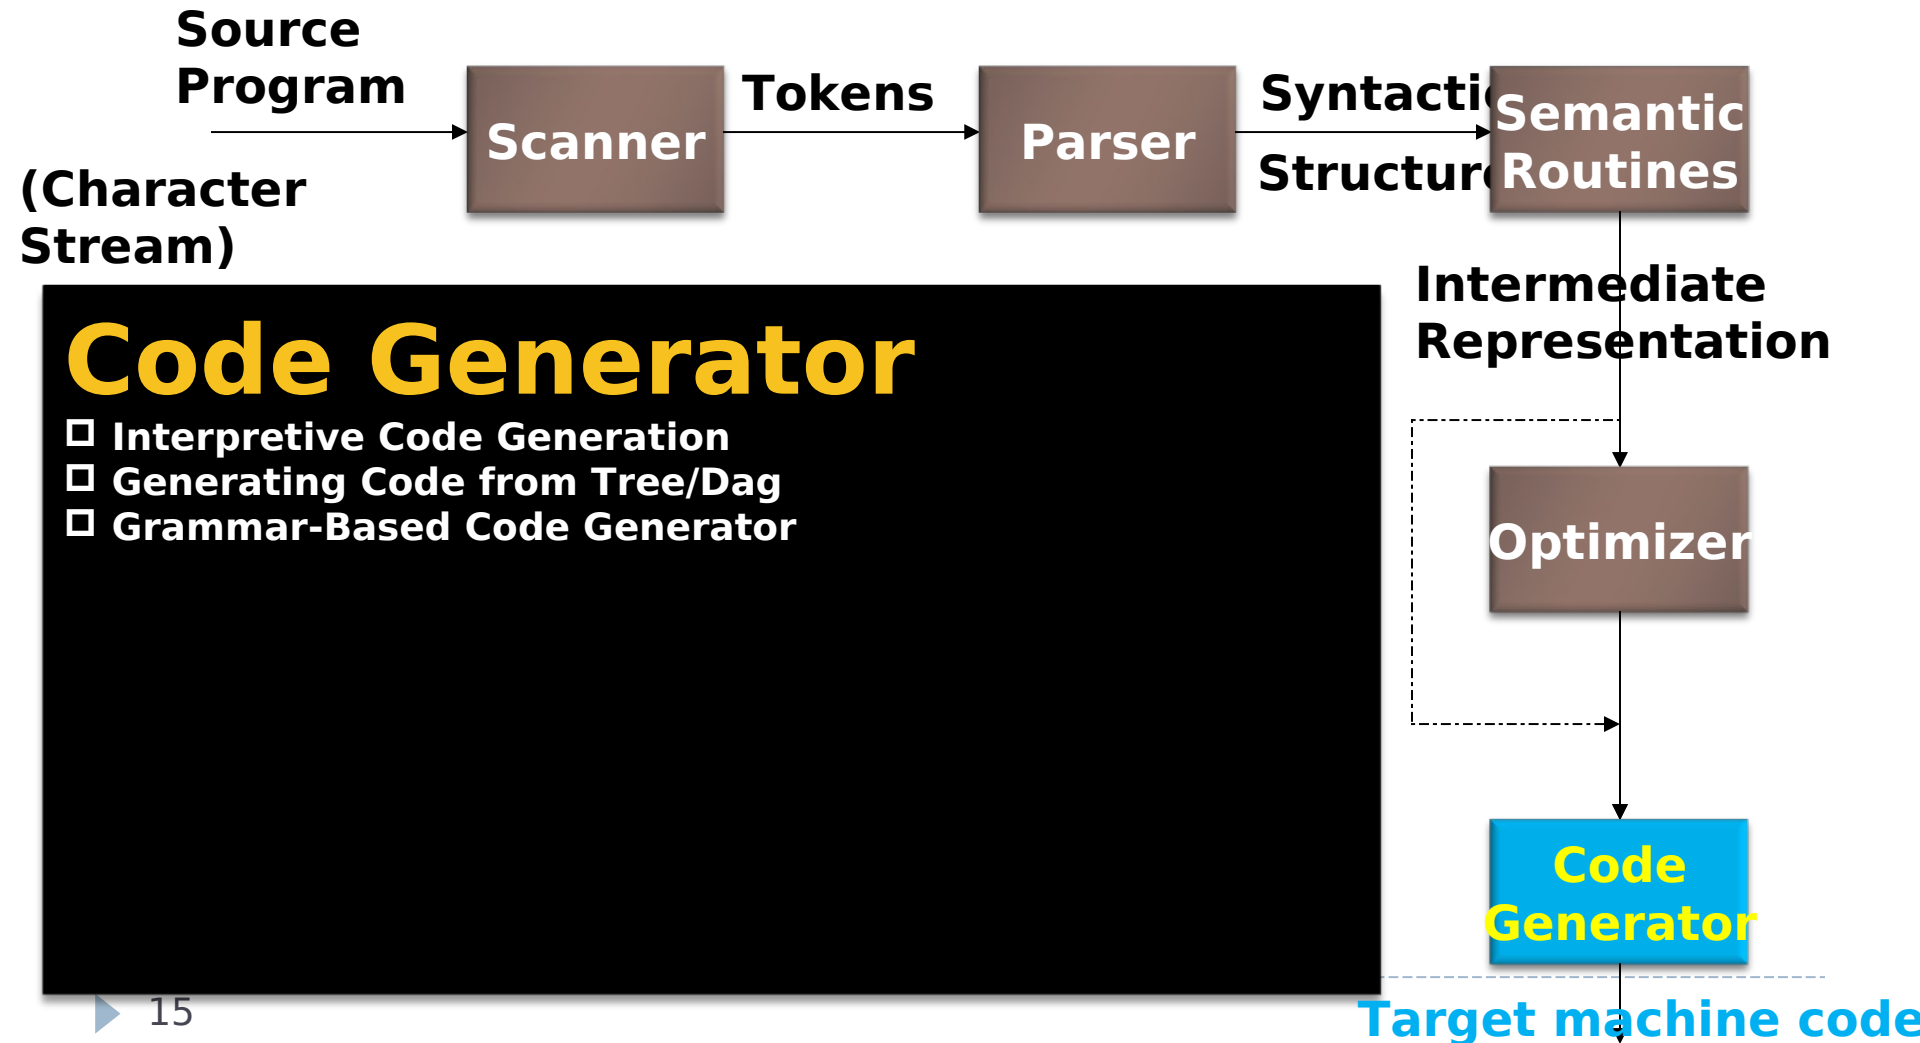 Source
Program
(Character
Stream)
Scanner
Tokens
Parser
Syntactic
Structure
Semantic
Routines
Intermediate
Representation
Code Generator
Interpretive Code Generation
Generating Code from Tree/Dag
Grammar-Based Code Generator
Optimizer
Code
Generator
Target machine code
15